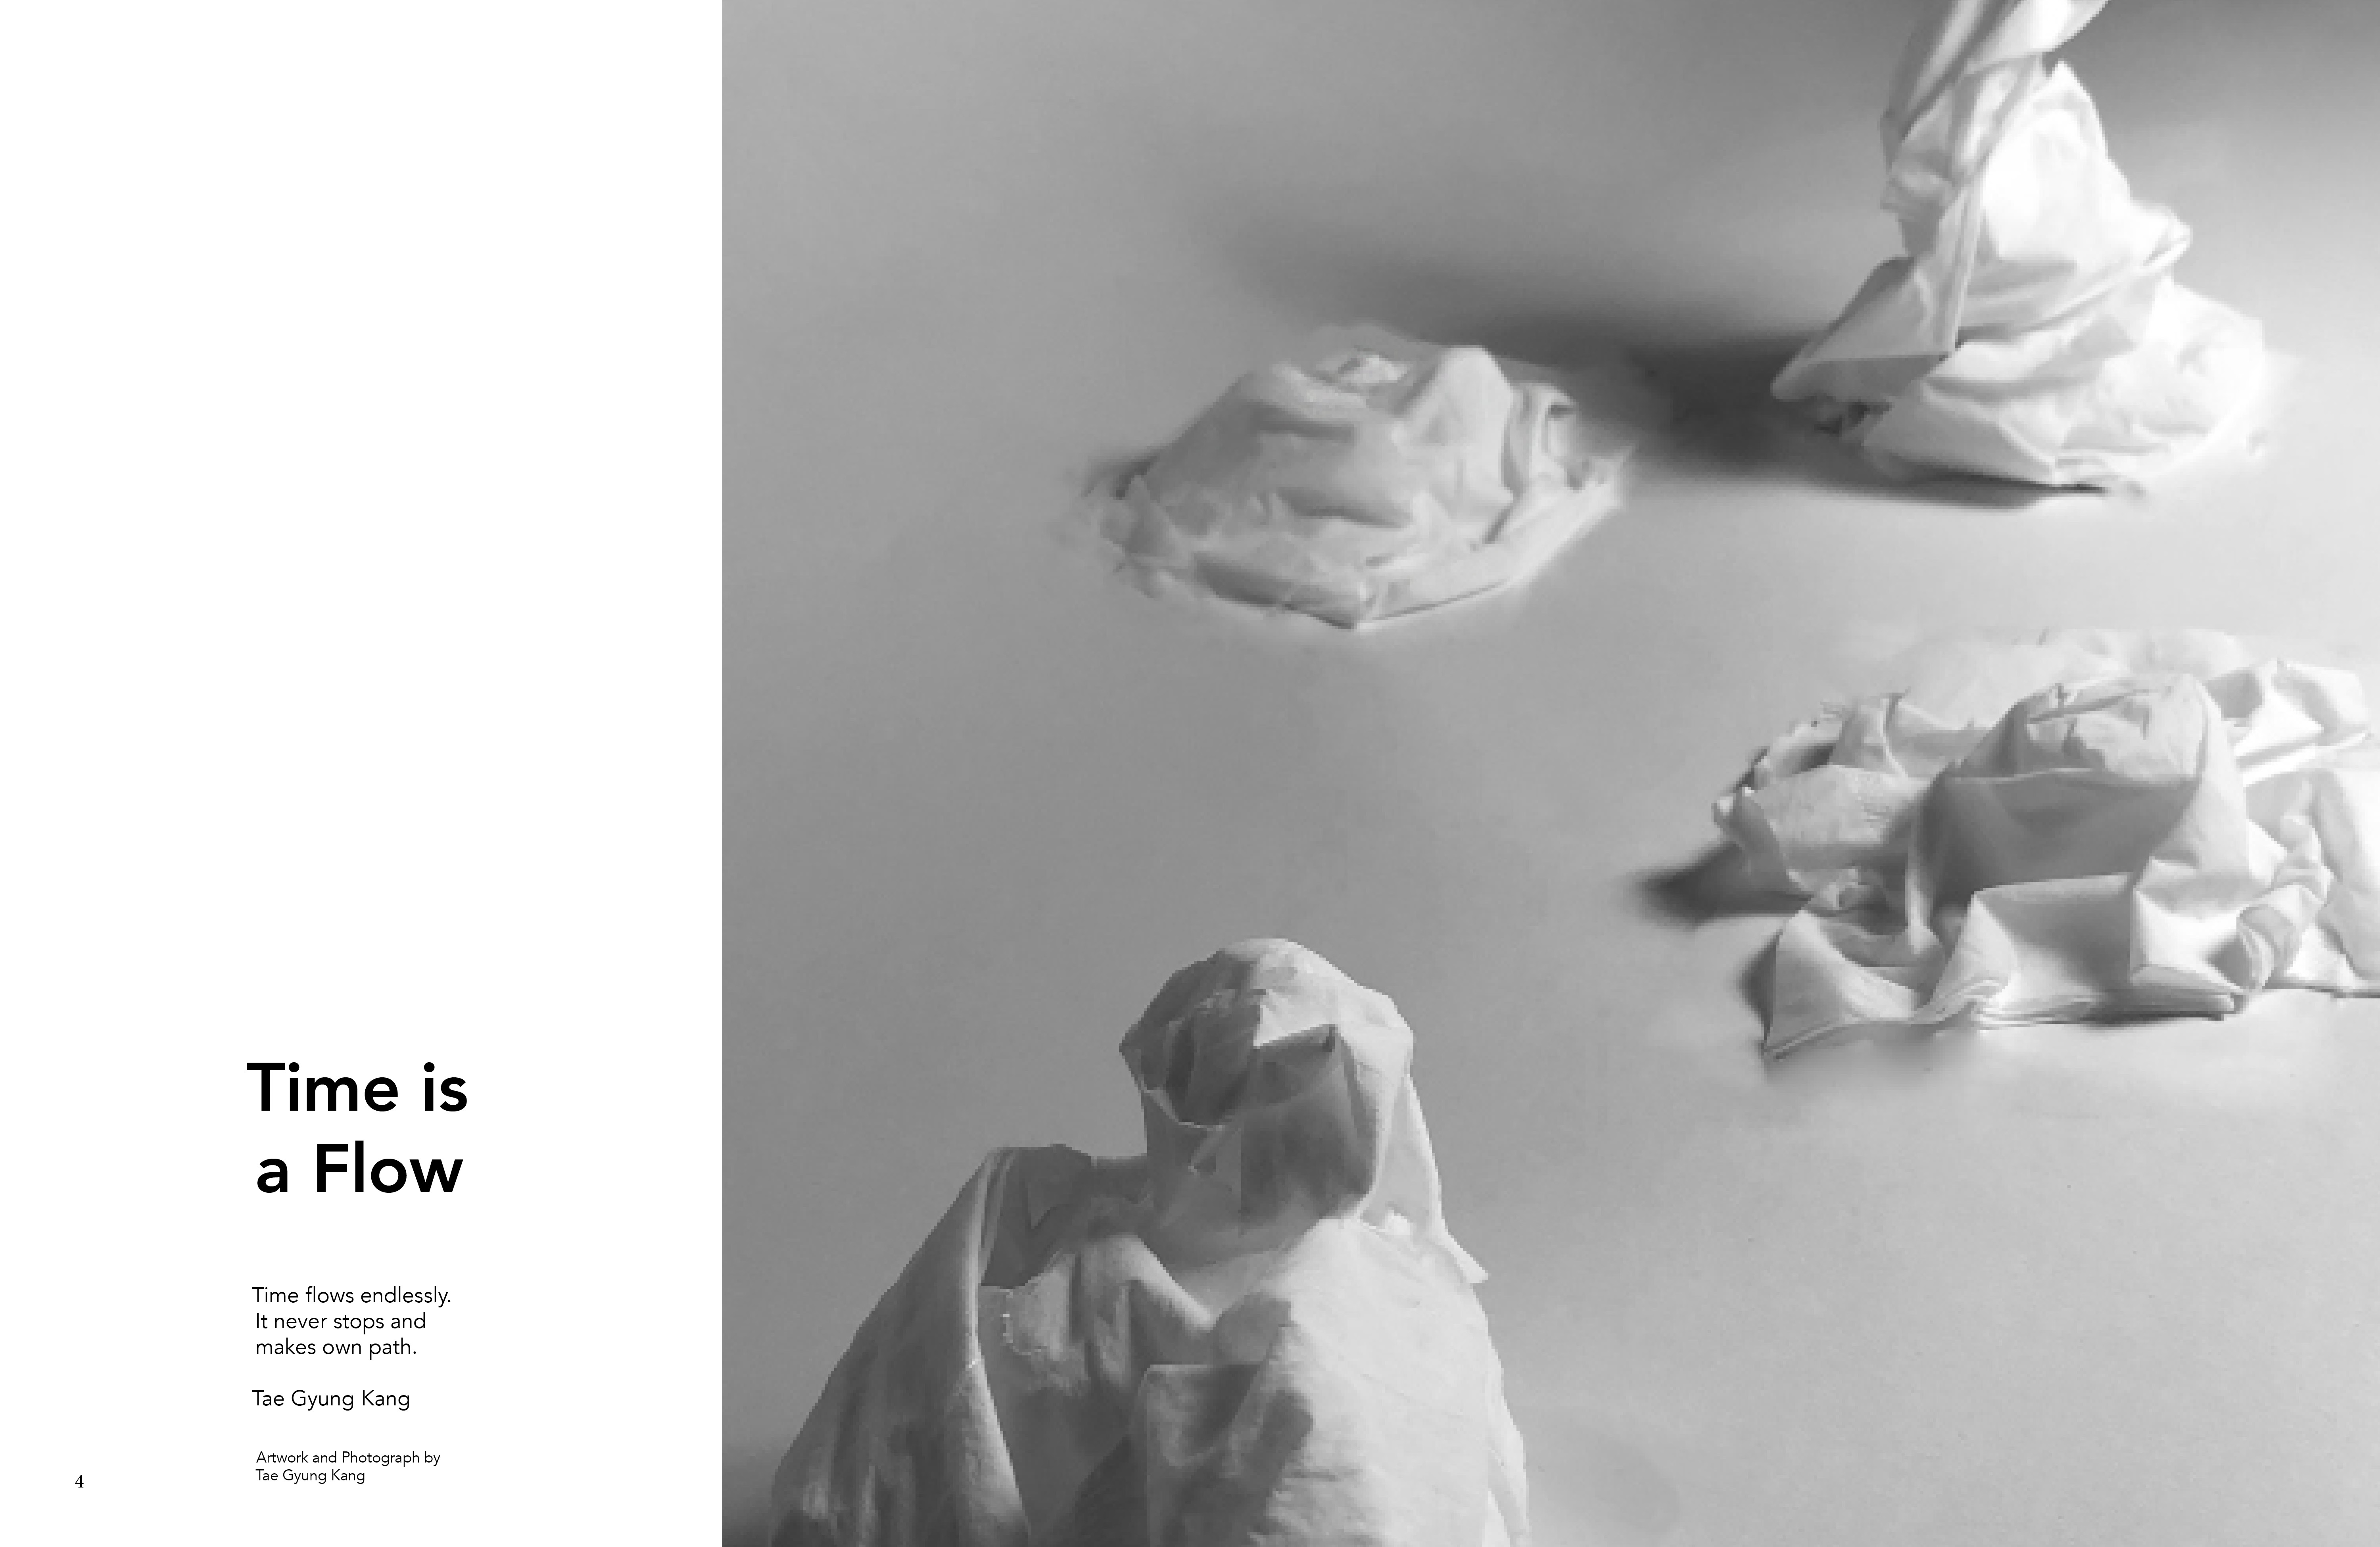 Time is
a Flow
Time flows endlessly.
It never stops and
makes own path.
Tae Gyung Kang
Artwork and Photograph by
Tae Gyung Kang
4